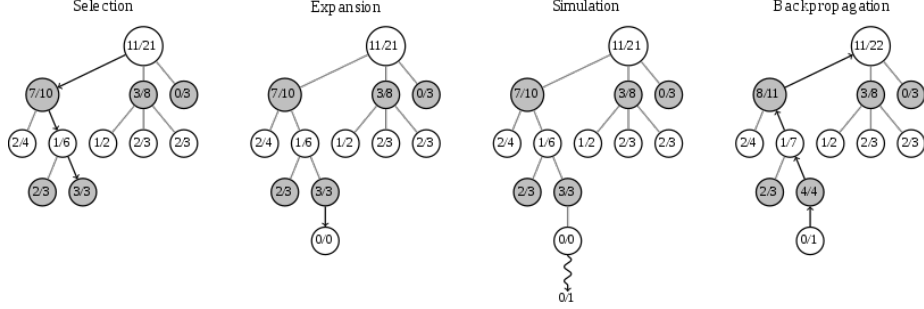 Selection Expansion Simulation Backpropagation
11/21 11/21 11/21 11/22
7/10 3/8 0/3 7/10 3/8 0/3 7/10 3/8 0/3 8/11 3/8 0/3
2/4 1/6 1/2 2/3 2/3 2/4 1/6 1/2 2/3 2/3 2/4 1/6 1/2 2/3 2/3 2/4 1/7 1/2 2/3 2/3
2/3 3/3 2/3 3/3 2/3 3/3 2/3 4/4
0/0 0/0 0/1
0/1